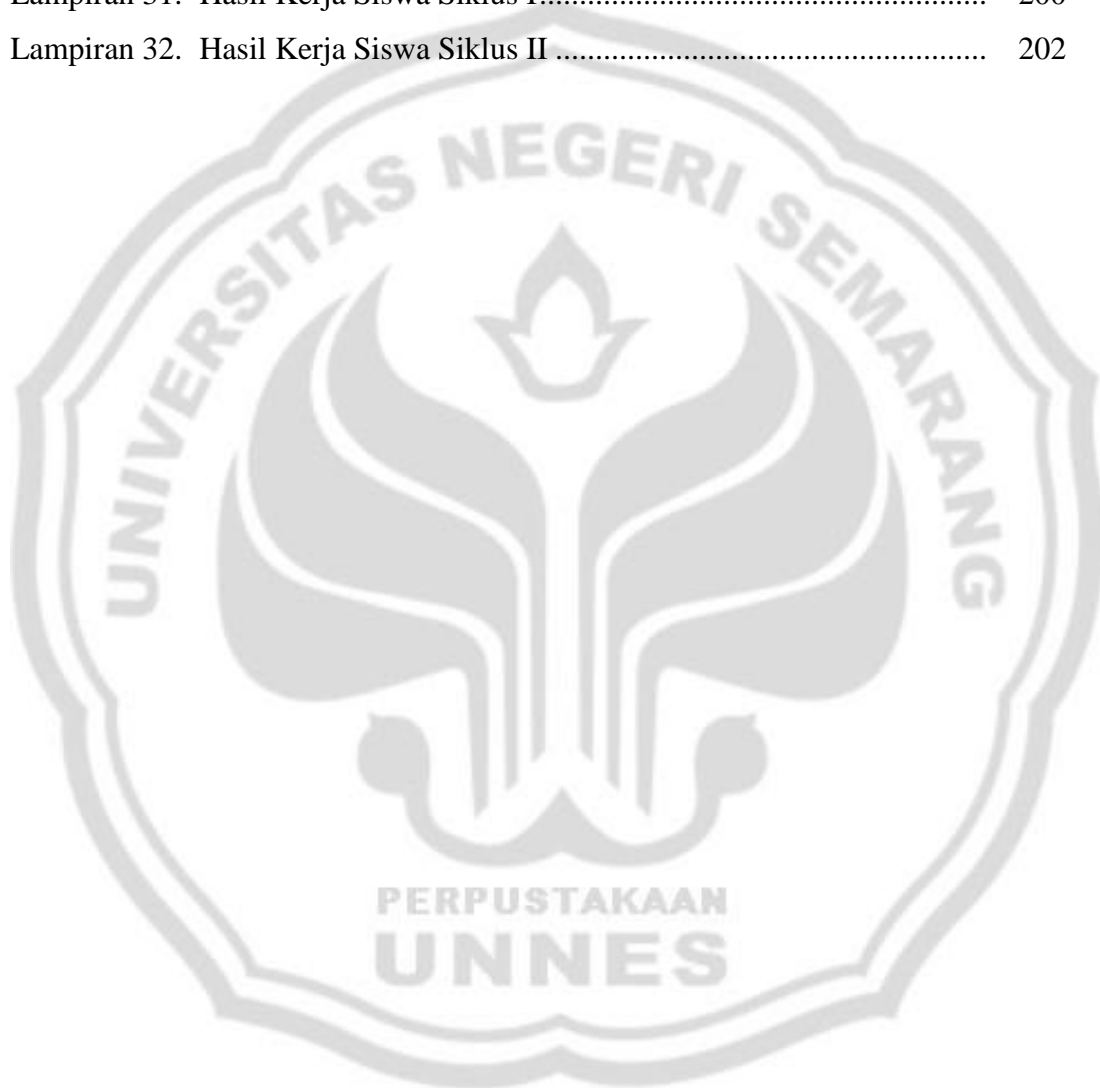 Lampiran 31. Hasil Kerja Siswa Siklus I.................................................... 200
Lampiran 32. Hasil Kerja Siswa Siklus II .................................................. 202
UNIVERSITAS NEGERI SEMARANG
PERPUSTAKAAN
UNNES